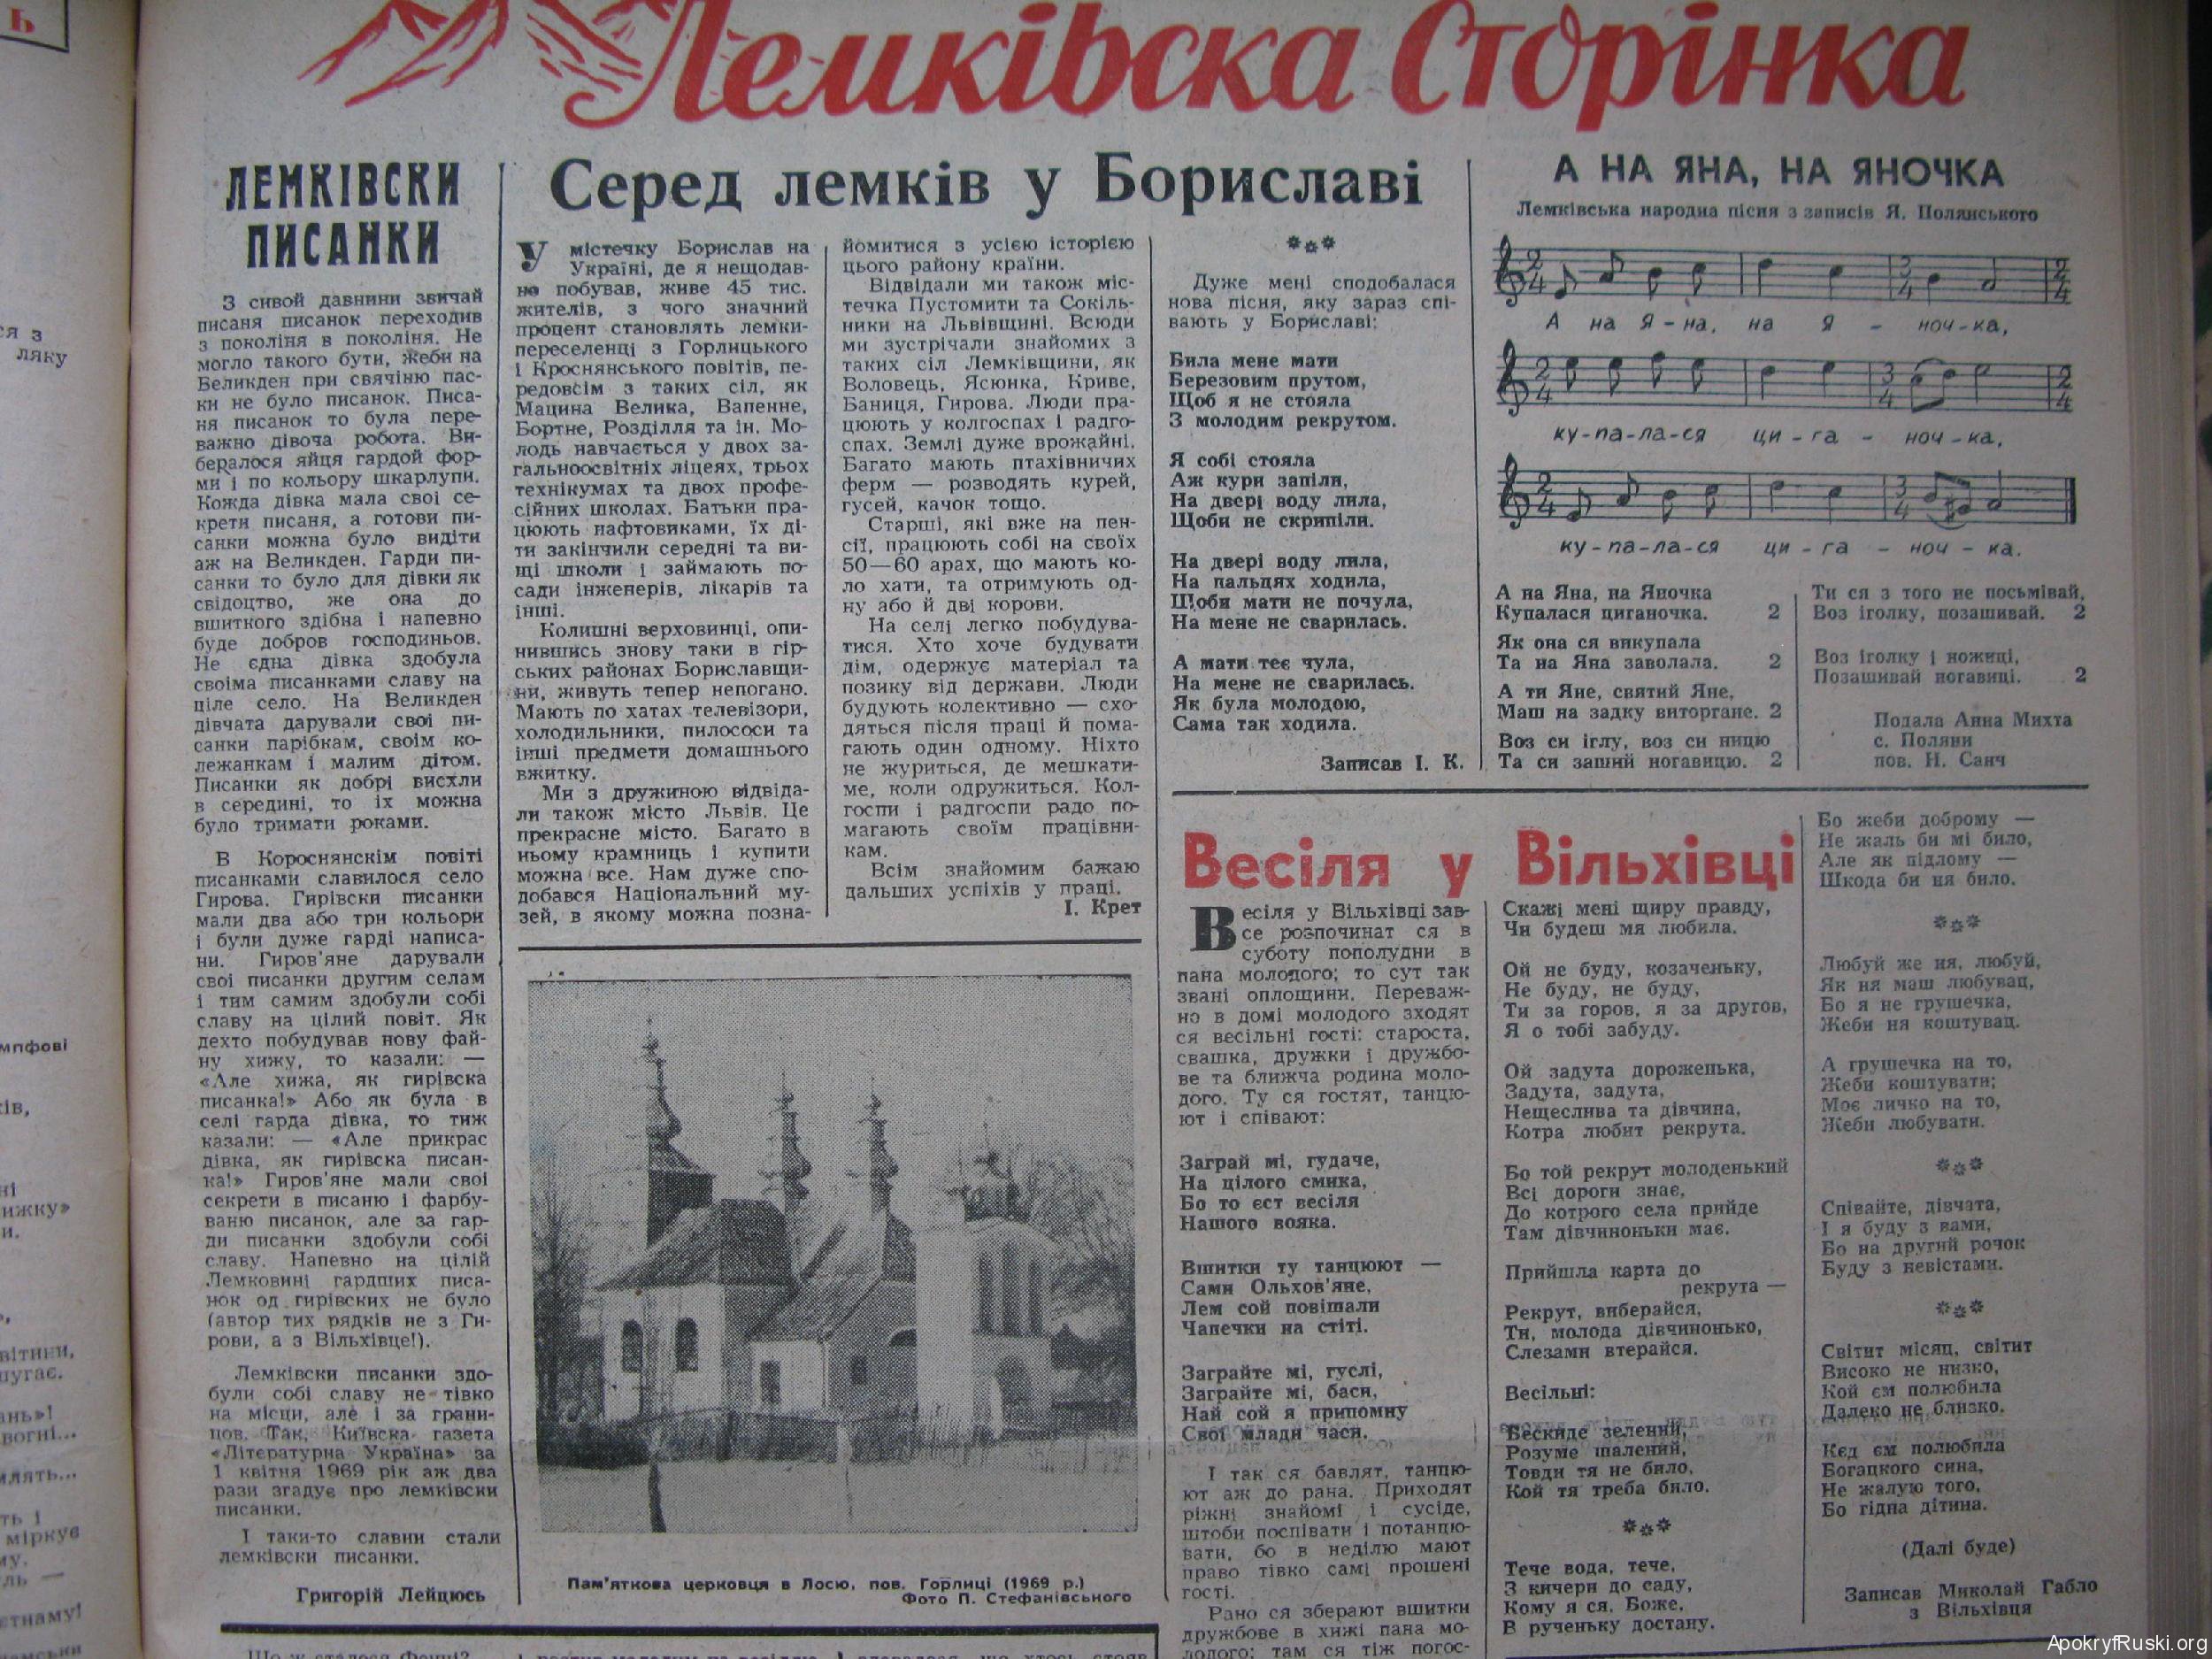 Лемківска Сторінка
ЛЕМКІВСКИ
ПИСАНКИ
З сивой давнини звичай
писаня писанок переходив
з поколіня в поколіня. Не
могло такого бути, жеби на
Великден при свячіню пас-
ки не було писанок. Писа-
ня писанок то була пере-
важно дівоча робота. Ви-
бералося яйця гардой фор-
ми і по кольору шкарлупи.
Кожда дівка мала свої се-
крети писаня, а готови пи-
санки можна було видіти
аж на Великден. Гарди пи-
санки то було для дівки як
свідоцтво, же она до
вшиткого здібна і напевно
буде добров господиньов.
Не єдна дівка здобула
своіма писанками славу на
ціле село. На Великден
дівчата дарували свої пи-
санки парібкам, своїм ко-
лежанкам і малим дітом.
Писанки як добрі висхли
в середині, то іх можна
було тримати роками.
В Короснянскім повіті
писанками славилося село
Гирова. Гирівски писанки
мали два або три кольори
і були дуже гарді написа-
ни. Гиров'яне дарували
свої писанки другим селам
і тим самим здобули собі
славу на цілий повіт. Як
дехто побудував нову фай-
ну хижу, то казали: —
«Але хижа, як гирівска
писанка!» Або як була в
селі гарда дівка, то тиж
казали: — «Але прикрас
дівка, як гирівска писан-
ка!» Гиров'яне мали свої
секрети в писаню і фарбу-
ваню писанок, але за гар-
ди писанки здобули собі
славу. Напевно на цілій
Лемковині гардших писа-
нок од гирівских не було
(автор тих рядків не з Ги-
рови, а з Вільхівце!).
Лемківски писанки здо-
були собі славу не тівко
на місци, але і за грани-
цов. Так, Київска газета
«Літературна Україна» за
1 квітня 1969 рік аж два
рази згадує про лемківски
писанки.
І таки-то славни стали
лемківски писанки.
Григорій Лейцюсь
Серед лемків у Бориславі
У містечку Борислав на
Україні, де я нещодав-
но побував, живе 45 тис.
жителів, з чого значний
процент становлять лемки-
переселенці з Горлицького
і Кроснянського повітів, пе-
редовсім з таких сіл, як
Мацина Велика, Вапенне,
Бортне, Розділля та ін. Мо-
лодь навчається у двох за-
гальноосвітніх ліцеях, трьох
технікумах та двох профе-
сійних школах. Батьки пра-
цюють нафтовиками, їх ді-
ти закінчили середні та ви-
щі школи і займають по-
сади інженерів, лікарів та
інші.
Колишні верховинці, опи-
нившись знову таки в гір-
ських районах Бориславщи-
ни, живуть тепер непогано.
Мають по хатах телевізори,
холодильники, пилососи та
інші предмети домашнього
вжитку.
Ми з дружиною відвіда-
ли також місто Львів. Це
прекрасне місто. Багато в
ньому крамниць і купити
можна все. Нам дуже спо-
добався Національний му-
зей, в якому можна позна-
йомитися з усією історією
цього району країни.
Відвідали ми також міс-
течка Пустомити та Сокіль-
ники на Львівщині. Всюди
ми зустрічали знайомих з
таких сіл Лемківщини, як
Воловець, Ясюнка, Криве,
Баниця, Гирова. Люди пра-
цюють у колгоспах і радго-
спах. Землі дуже врожайні.
Багато мають птахівничих
ферм — розводять курей,
гусей, качок тощо.
Старші, які вже на пен-
сії, працюють собі на своїх
50—60 арах, що мають ко-
ло хати, та отримують од-
ну або й дві корови.
На селі легко побудува-
тися. Хто хоче будувати
дім, одержує матеріал та
позику від держави. Люди
будують колективно — схо-
дяться після праці й пома-
гають один одному. Ніхто
не журиться, де мешкати-
ме, коли одружиться. Кол-
госпи і радгоспи радо по-
магають своїм працівни-
кам.
Всім знайомим бажаю
дальших успіхів у праці.
І. Крет
***
Дуже мені сподобалася
нова пісня, яку зараз спі-
вають у Бориславі:
Била мене мати
Березовим прутом,
Щоб я не стояла
З молодим рекрутом.
Я собі стояла
Аж кури запіли,
На двері воду лила,
Щоби не скрипіли.
На двері воду лила,
На пальцях ходила,
Щоби мати не почула,
На мене не сварилась.
А мати теє чула,
На мене не сварилась.
Як була молодою,
Сама так ходила.
Записав І. К.
Пам'яткова церковця в Лосю, пов. Горлиці (1969 р.)
Фото П. Стефанівського
А НА ЯНА, НА ЯНОЧКА
Лемківська народна пісня з записів Я. Полянського
А на Я-на, на Я - ноч-ка,
ку-па-ла-ся ци-га - ноч-ка,
ку-па-ла-ся ци-га - ноч-ка.
А на Яна, на Яночка
Купалася циганочка. 2
Як она ся викупала
Та на Яна заволала. 2
А ти Яне, святий Яне,
Маш на задку виторгане. 2
Воз си іглу, воз си ницю
Та си заший ногавицю. 2
Ти ся з того не посьмівай,
Воз іголку, позашивай. 2
Воз іголку і ножиці,
Позашивай ногавиці. 2
Подала Анна Михта
с. Поляни
пов. Н. Санч
Весіля у Вільхівці
Весіля у Вільхівці зав-
се розпочинат ся в
суботу пополудни в
пана молодого; то сут так
звані оплощини. Переваж-
но в домі молодого зходят
ся весільні гості: староста,
свашка, дружки і дружбо-
ве та ближча родина моло-
дого. Ту ся гостят, танцю-
ют і співают:
Заграй мі, гудаче,
На цілого смика,
Бо то єст весіля
Нашого вояка.
Вшитки ту танцюют —
Сами Ольхов'яне,
Лем сой повішали
Чапечки на стіті.
Заграйте мі, гуслі,
Заграйте мі, баси,
Най сой я припомну
Свої млади часи.
І так ся бавлят, танцю-
ют аж до рана. Приходят
ріжні знайомі і сусіде,
штоби поспівати і потанцю-
вати, бо в неділю мают
право тівко самі прошені
гості.
Рано ся зберают вшитки
дружбове в хижі пана мо-
лодого; там ся тіж погос-
Скажі мені щиру правду,
Чи будеш мя любила.
Ой не буду, козаченьку,
Не буду, не буду,
Ти за горов, я за другов,
Я о тобі забуду.
Ой задута дороженька,
Задута, задута,
Нещеслива та дівчина,
Котра любит рекрута.
Бо той рекрут молоденький
Всі дороги знає,
До котрого села прийде
Там дівчиноньки має.
Прийшла карта до
рекрута —
Рекрут, виберайся,
Ти, молода дівчинонько,
Слезами втерайся.
Весільні:
Бескиде зелений,
Розуме шалений,
Товди тя не било,
Кой тя треба било.
***
Тече вода, тече,
З кичери до саду,
Кому я ся, Боже,
В рученьку достану.
Бо жеби доброму —
Не жаль би мі било,
Але як підлому —
Шкода би ня било.
***
Любуй же ня, любуй,
Як ня маш любувац,
Бо я не грушечка,
Жеби ня коштувац.
А грушечка на то,
Жеби коштувати;
Моє личко на то,
Жеби любувати.
***
Співайте, дівчата,
І я буду з вами,
Бо на другий рочок
Буду з невістами.
***
Світит місяц, світит
Високо не низко,
Кой єм полюбила
Далеко не близко.
Кед єм полюбила
Богацкого сина,
Не жалую того,
Бо гідна дітина.
(Далі буде)
Записав Миколай Габло
з Вільхівця
ApokryfRuski.org